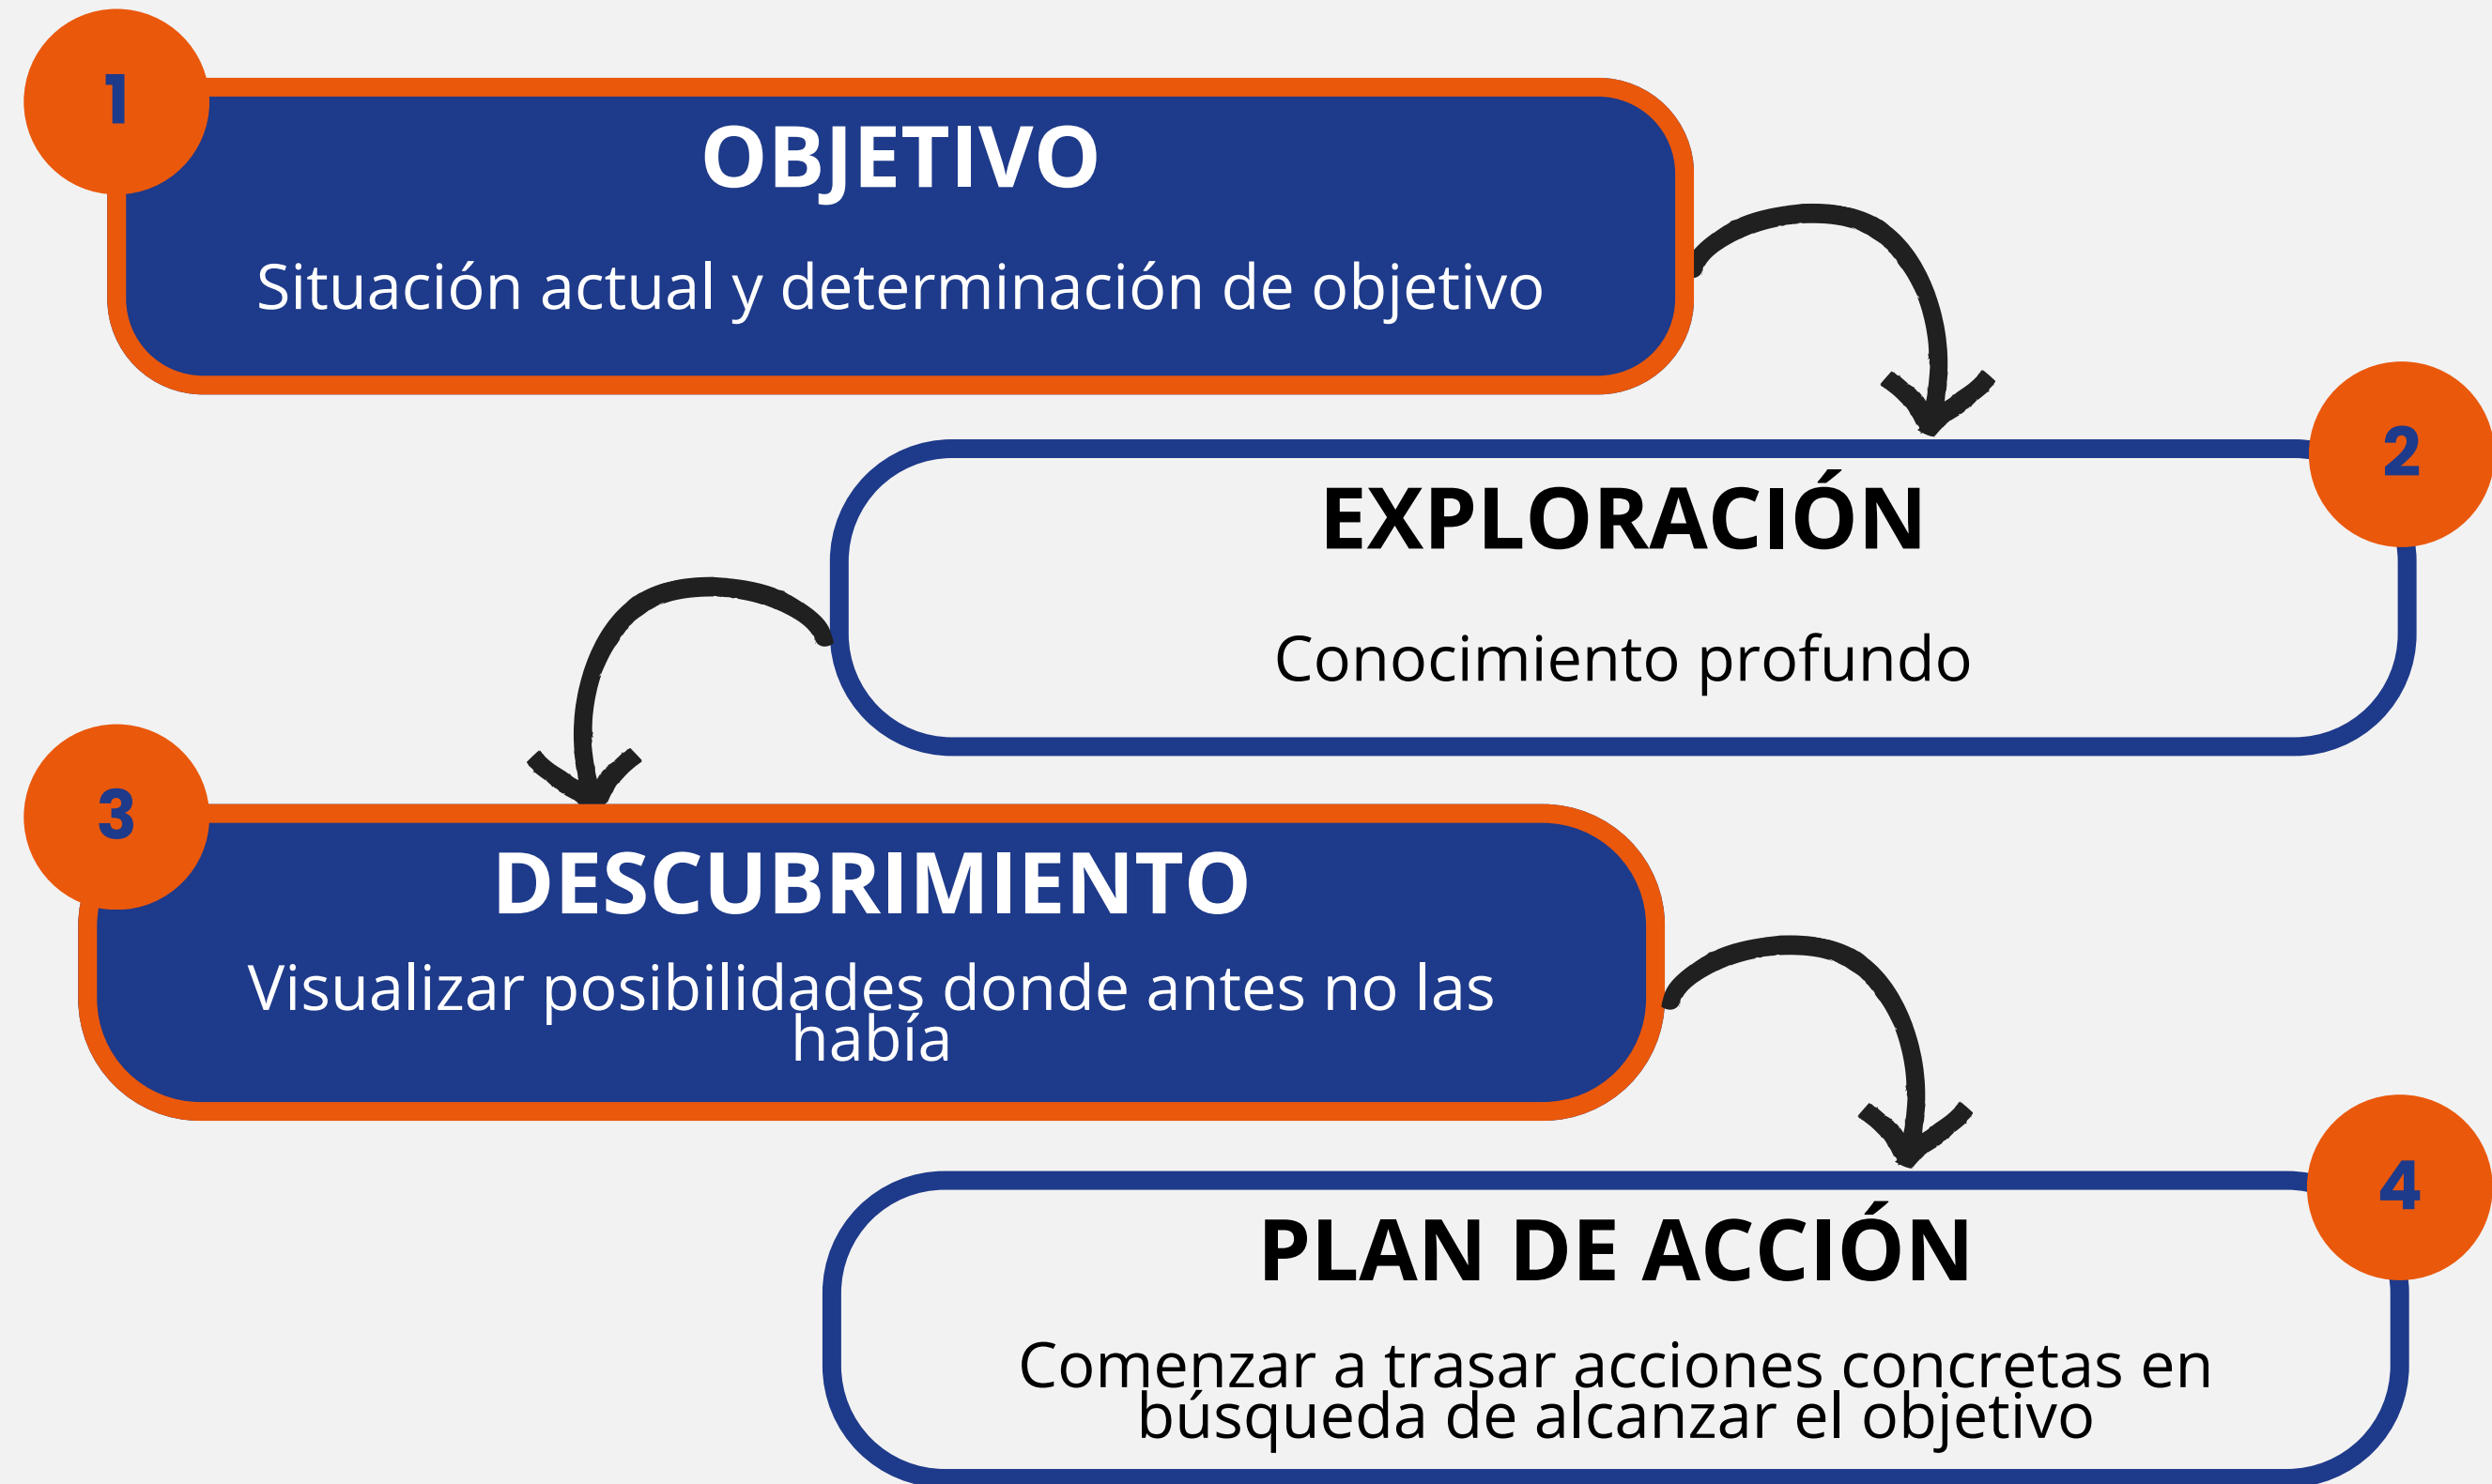 1
OBJETIVO
Situación actual y determinación de objetivo
2
EXPLORACIÓN
Conocimiento profundo
3
DESCUBRIMIENTO
Visualizar posibilidades donde antes no las
había
4
PLAN DE ACCIÓN
Comenzar a trasar acciones concretas en
búsqueda de alcanzar el objetivo